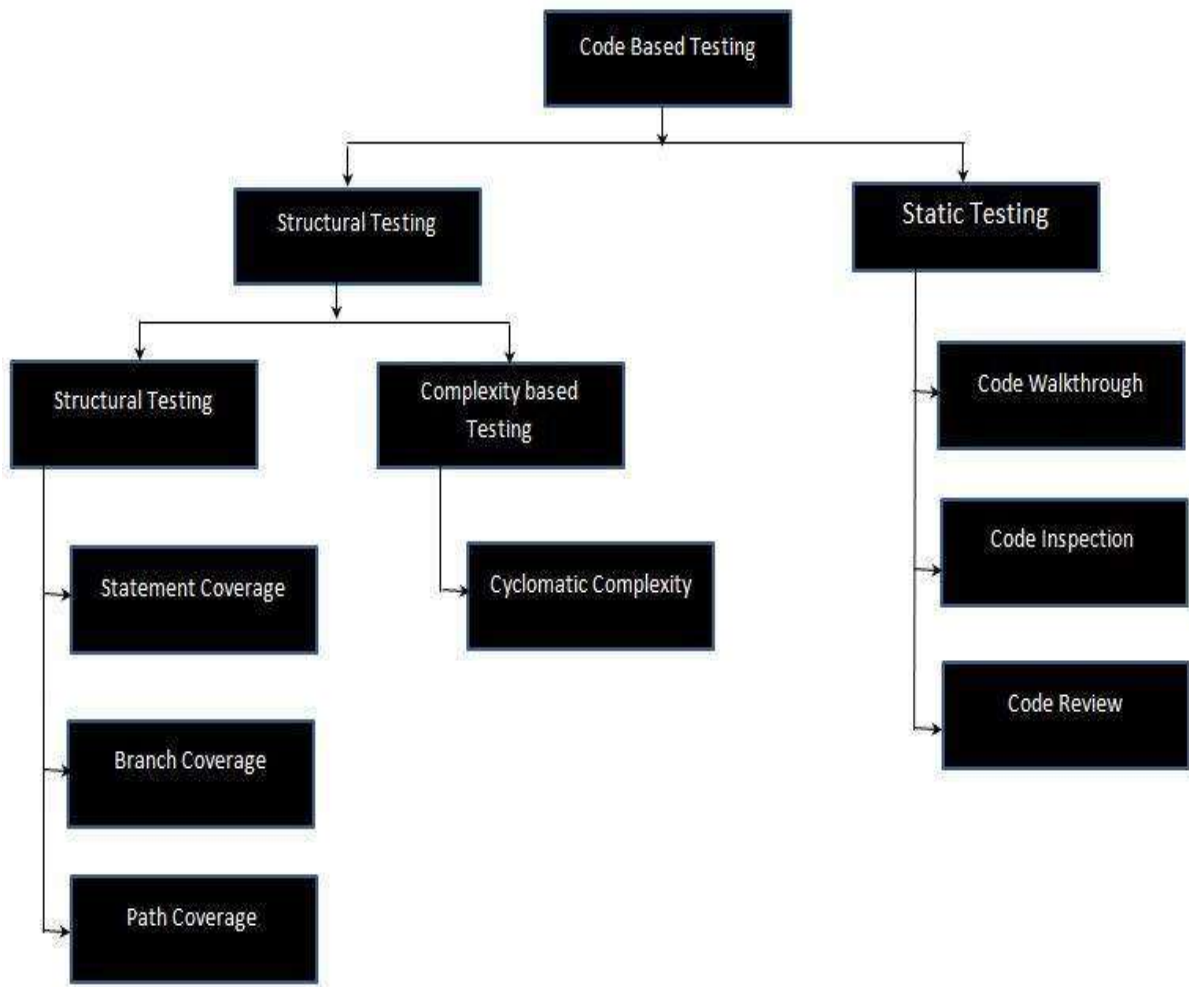 Code Based Testing
Structural Testing
Static Testing
Structural Testing
Complexity based
Testing
Code Walkthrough
Code Inspection
Statement Coverage
Cyclomatic Complexity
Code Review
Branch Coverage
Path Coverage